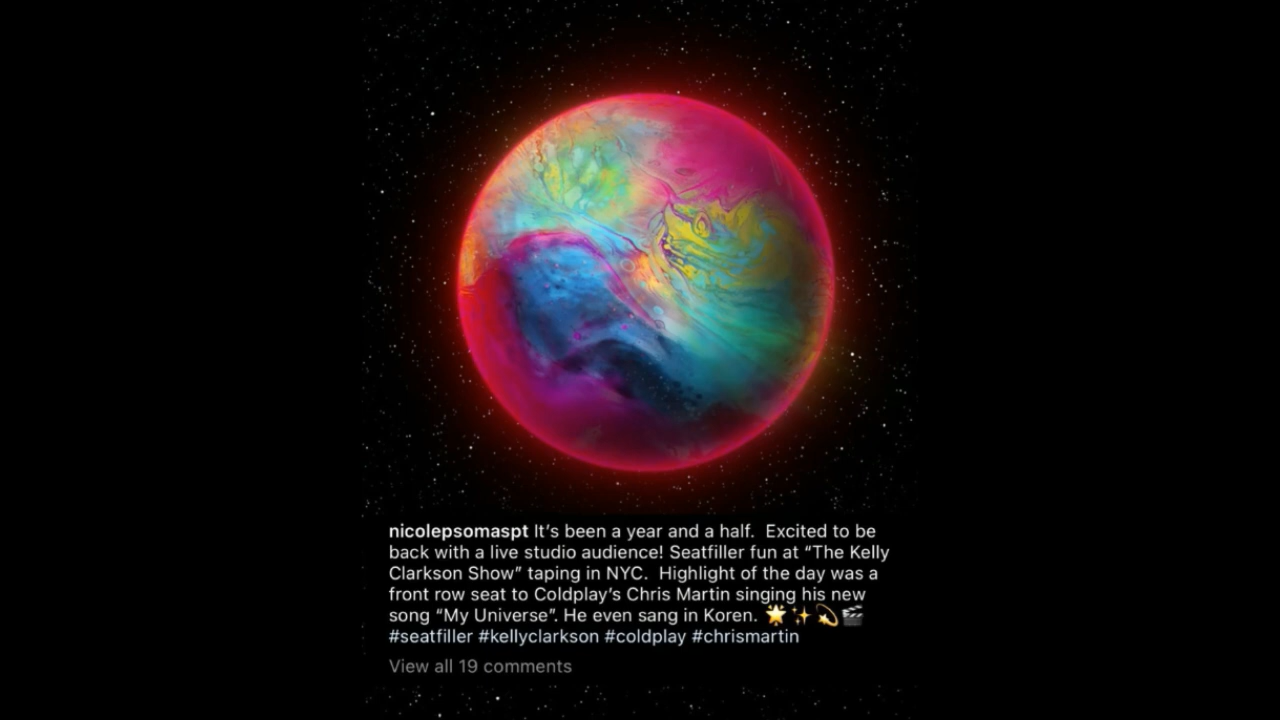 nicolepsomaspt It’s been a year and a half.  Excited to be
back with a live studio audience! Seatfiller fun at “The Kelly
Clarkson Show” taping in NYC.  Highlight of the day was a
front row seat to Coldplay’s Chris Martin singing his new
song “My Universe”. He even sang in Koren. 🌟✨💫🎬
#seatfiller #kellyclarkson #coldplay #chrismartin
View all 19 comments